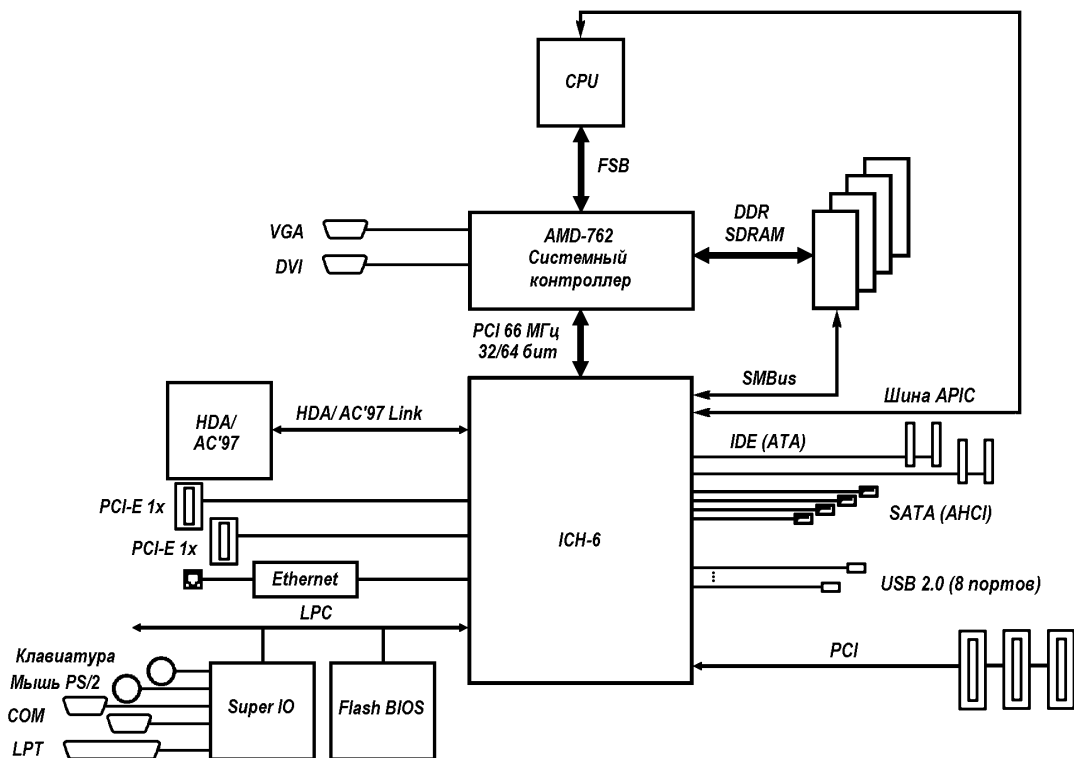 CPU
FSB
VGA
DVI
AMD-762
Системный
контроллер
DDR
SDRAM
PCI 66 МГц
32/64 бит
SMBus
Шина APIC
HDA/
AC'97
HDA/ AC'97 Link
IDE (ATA)
PCI-E 1x
SATA (AHCI)
PCI-E 1x
ICH-6
Ethernet
USB 2.0 (8 портов)
LPC
PCI
Клавиатура
Мышь PS/2
COM
LPT
Super IO
Flash BIOS